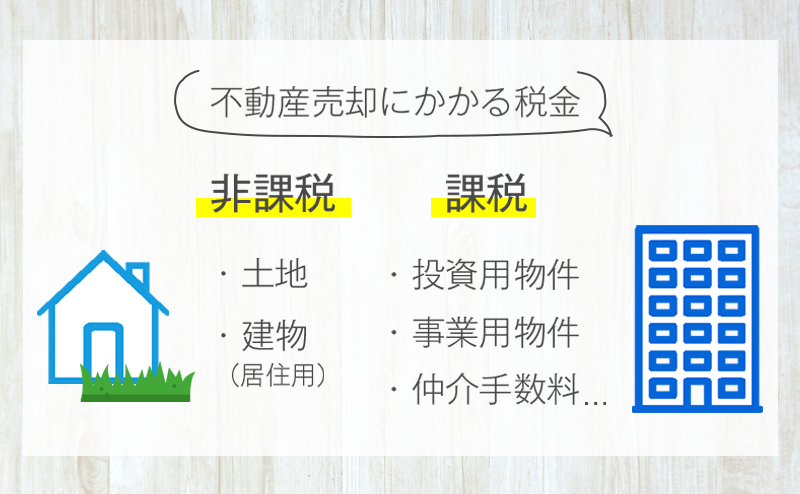 不動産売却にかかる税金
非課税
・土地
・建物
（居住用）
課税
・投資用物件
・事業用物件
・仲介手数料...